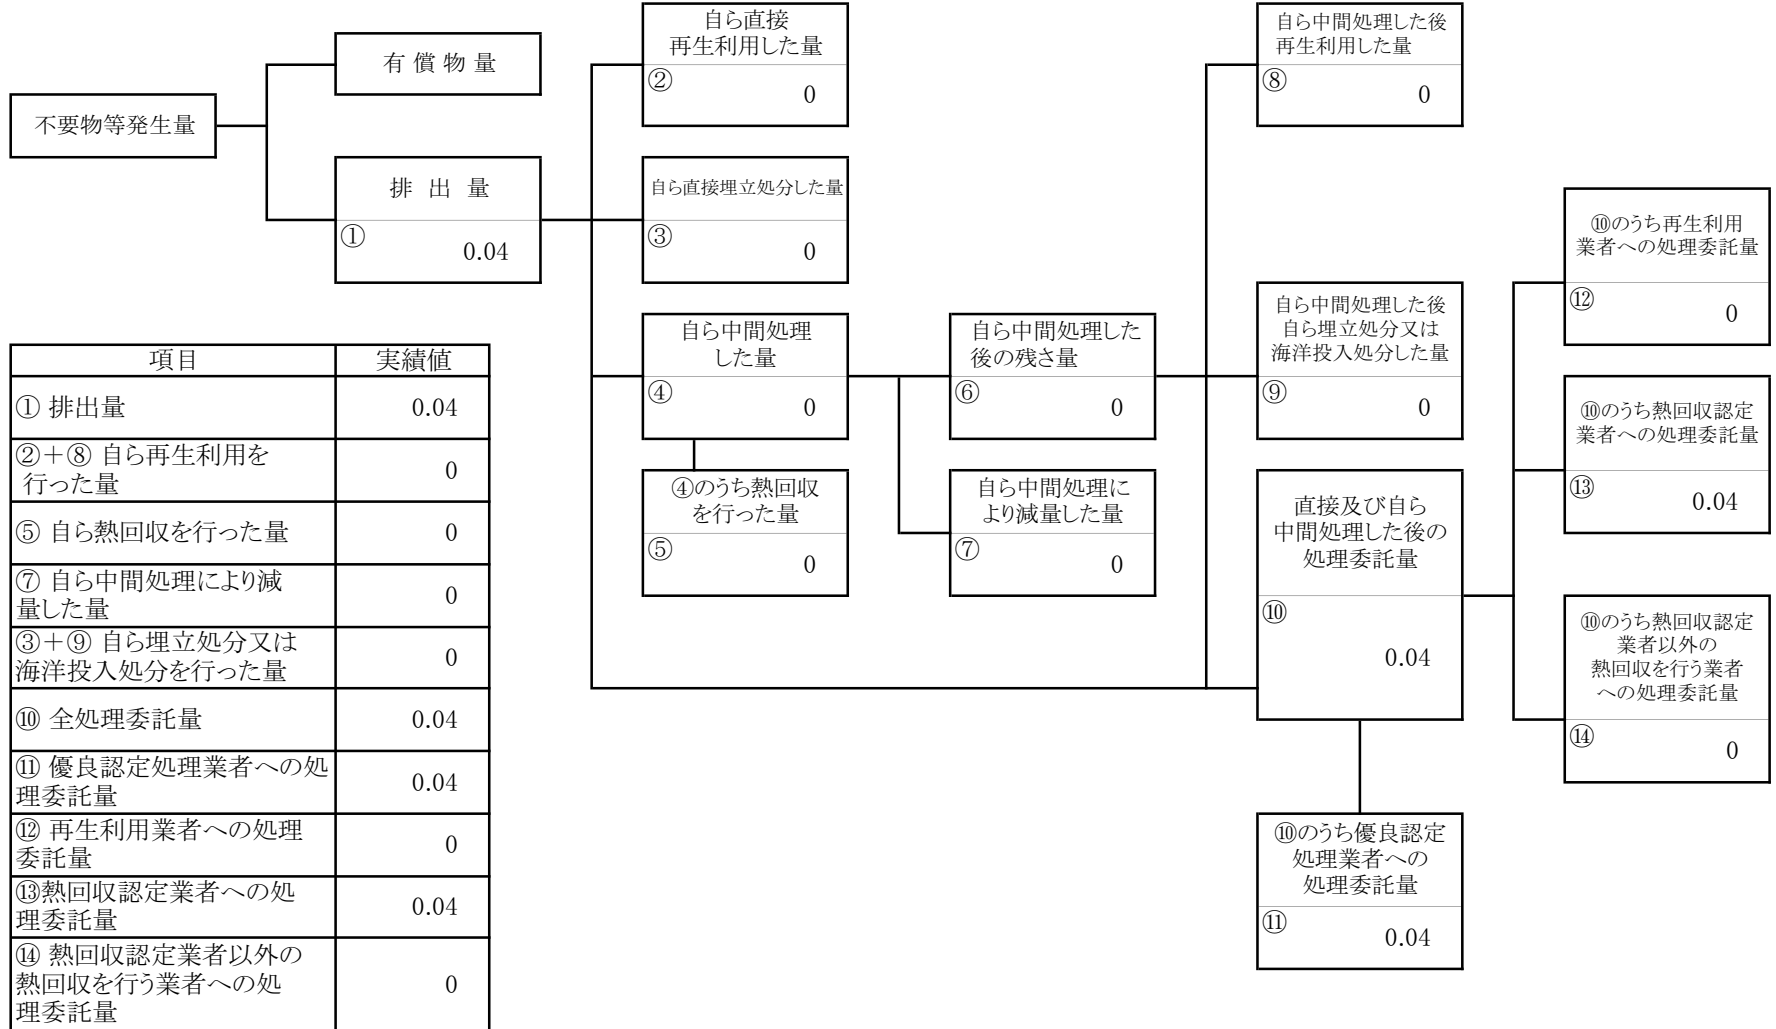 不要物等発生量
有 償 物 量
排 出 量
①
0.04
自ら直接
再生利用した量
②
0
自ら直接埋立処分した量
③
0
自ら中間処理
した量
④
0
④のうち熱回収
を行った量
⑤
0
自ら中間処理した
後の残さ量
⑥
0
自ら中間処理に
より減量した量
⑦
0
自ら中間処理した後
再生利用した量
⑧
0
自ら中間処理した後
自ら埋立処分又は
海洋投入処分した量
⑨
0
直接及び自ら
中間処理した後の
処理委託量
⑩
0.04
⑩のうち優良認定
処理業者への
処理委託量
⑪
0.04
⑩のうち再生利用
業者への処理委託量
⑫
0
⑩のうち熱回収認定
業者への処理委託量
⑬
0.04
⑩のうち熱回収認定
業者以外の
熱回収を行う業者
への処理委託量
⑭
0
項目 実績値
① 排出量 0.04
②＋⑧ 自ら再生利用を
行った量 0
⑤ 自ら熱回収を行った量 0
⑦ 自ら中間処理により減
量した量 0
③＋⑨ 自ら埋立処分又は
海洋投入処分を行った量 0
⑩ 全処理委託量 0.04
⑪ 優良認定処理業者への処
理委託量 0.04
⑫ 再生利用業者への処理
委託量 0
⑬熱回収認定業者への処
理委託量 0.04
⑭ 熱回収認定業者以外の
熱回収を行う業者への処
理委託量 0